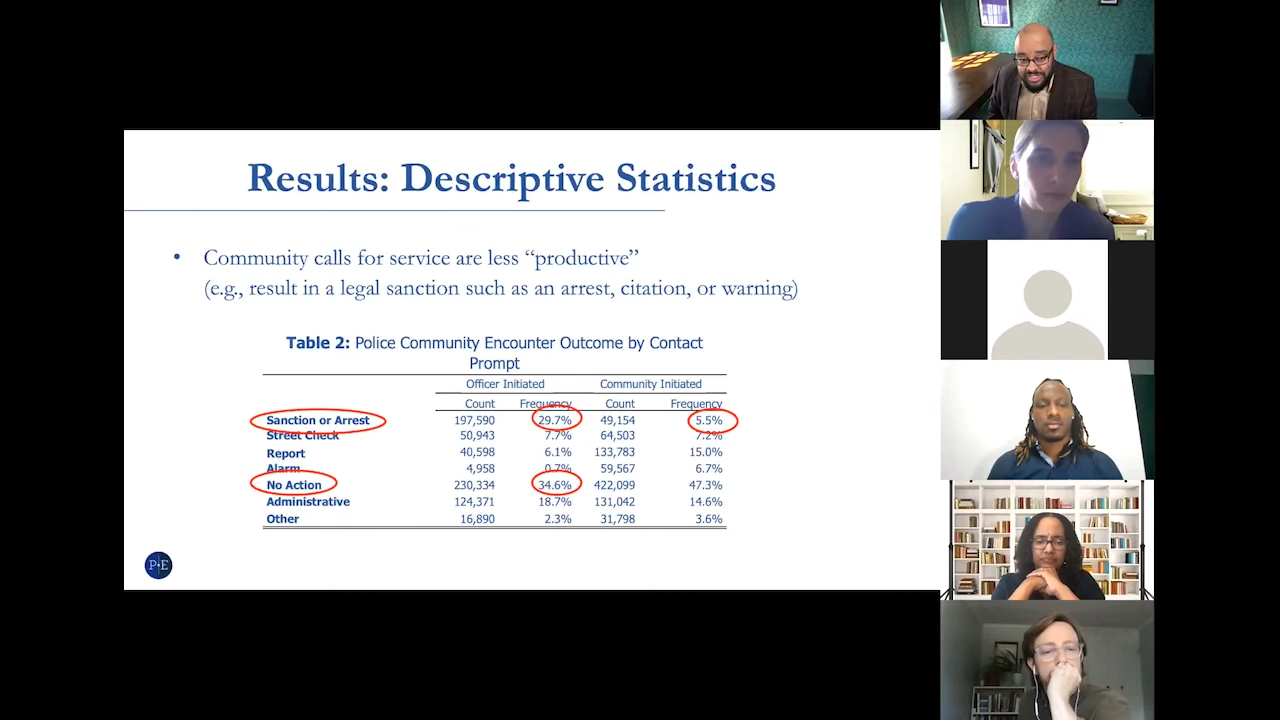 Results: Descriptive Statistics
• Community calls for service are less “productive”
(e.g., result in a legal sanction such as an arrest, citation, or warning)
Table 2: Police Community Encounter Outcome by Contact
Prompt
Officer Initiated Community Initiated
Count Frequency Count Frequency
Sanction or Arrest 197,590 29.7% 49,154 5.5%
Street Check 50,943 7.7% 64,503 7.2%
Report 40,598 6.1% 133,783 15.0%
Alarm 4,958 0.7% 59,567 6.7%
No Action 230,334 34.6% 422,099 47.3%
Administrative 124,371 18.7% 131,042 14.6%
Other 16,890 2.3% 31,798 3.6%
P+E